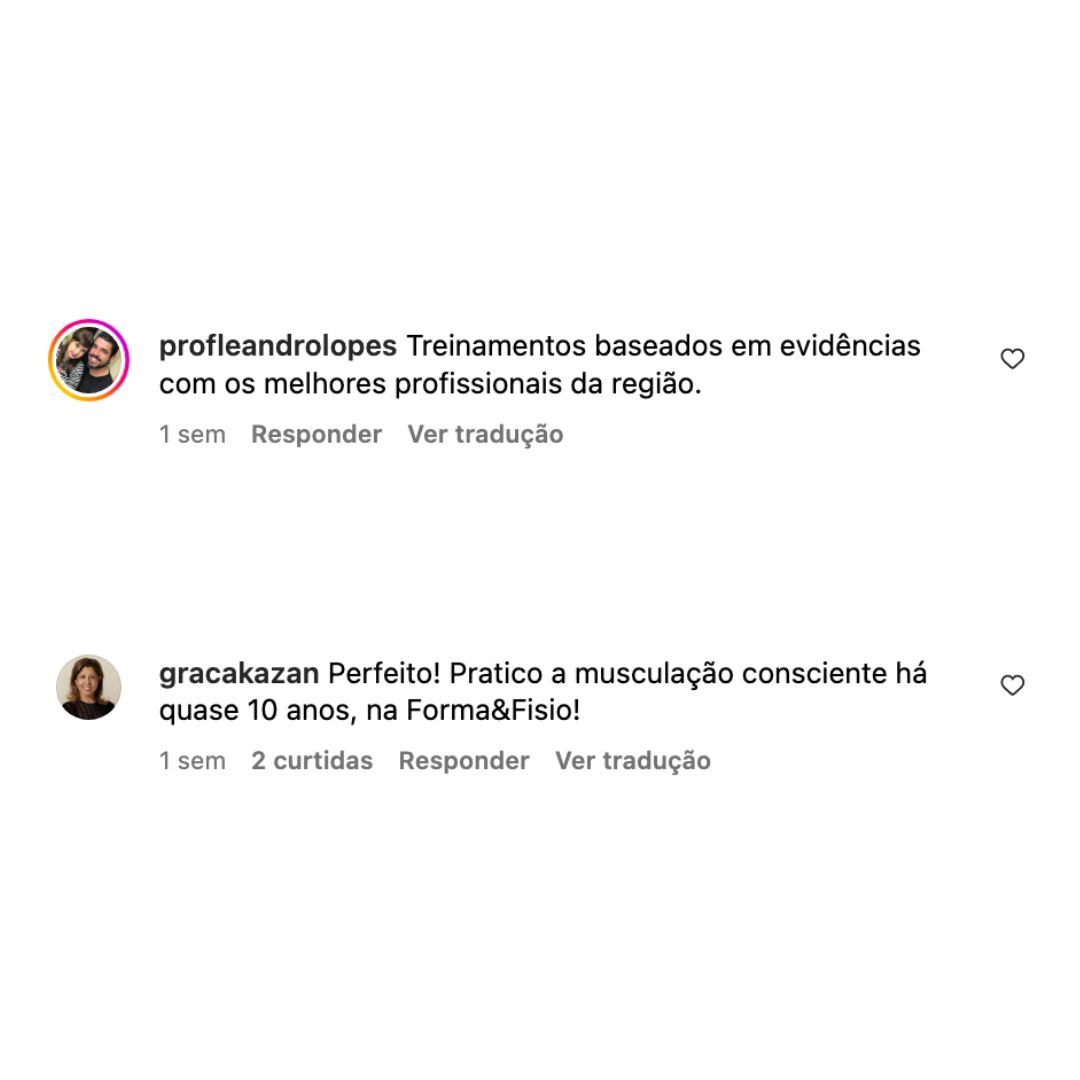 profleandrolopes Treinamentos baseados em evidências
com os melhores profissionais da região.
1 sem Responder Ver tradução
gracakazan Perfeito! Pratico a musculação consciente há
quase 10 anos, na Forma&Fisio!
1 sem 2 curtidas Responder Ver tradução